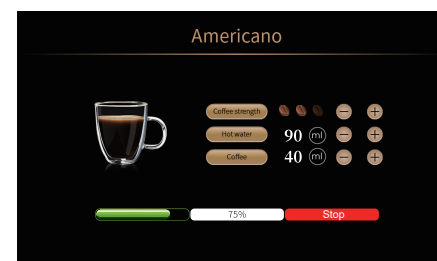 Americano
Coffee strength
Hot water 90 ml
Coffee 40 ml
75% Stop